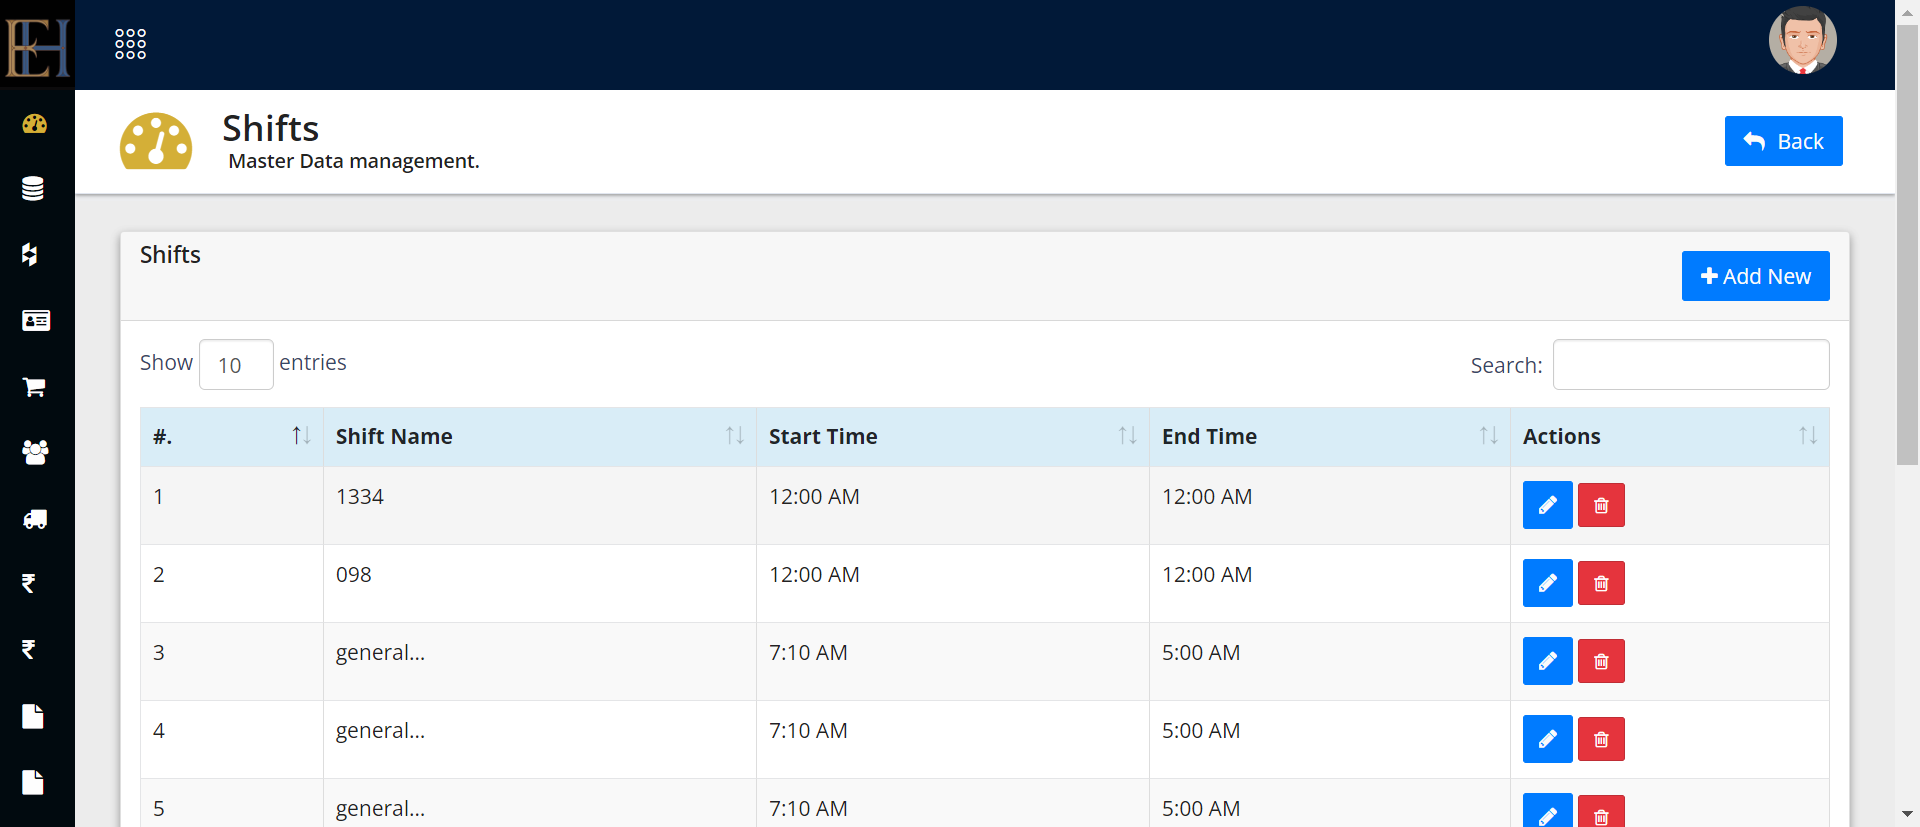 EH
Shifts
Master Data management.
Back
Shifts
Add New
Show 10 entries
Search:
#. Shift Name Start Time End Time Actions
1 1334 12:00 AM 12:00 AM
2 098 12:00 AM 12:00 AM
3 general... 7:10 AM 5:00 AM
4 general... 7:10 AM 5:00 AM
5 general... 7:10 AM 5:00 AM